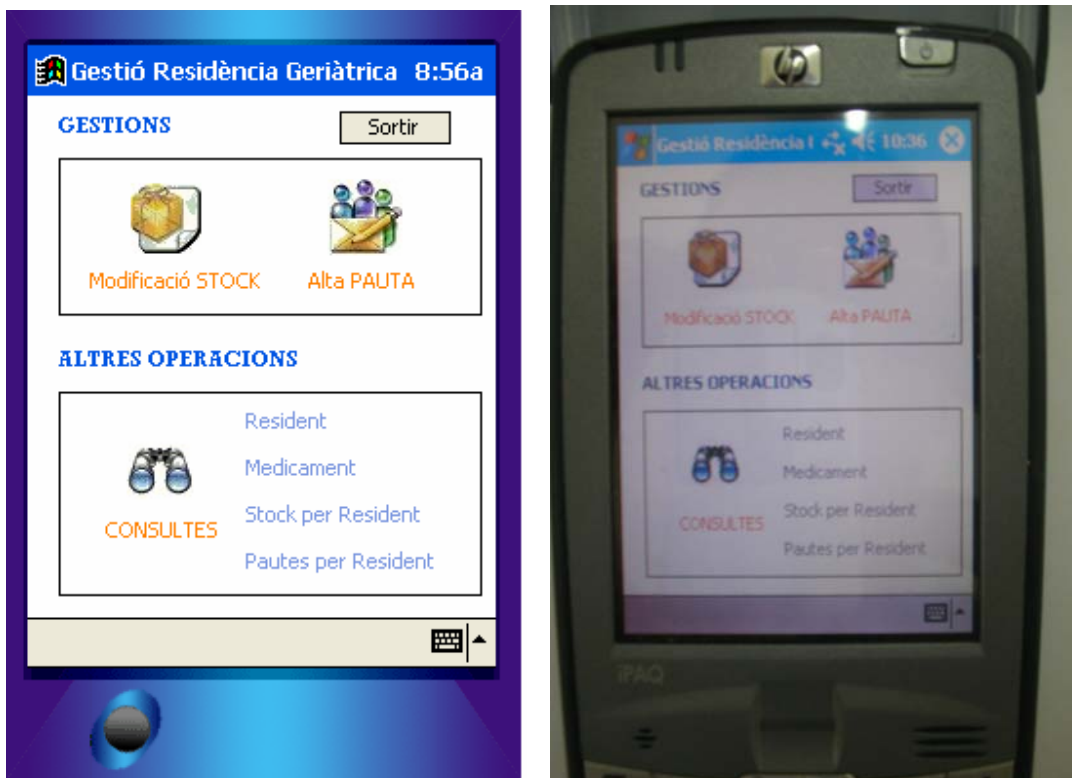 Gestió Residència Geriàtrica 8:56a
GESTIONS
Sortir
Modificació STOCK
Alta PAUTA
ALTRES OPERACIONS
Resident
Medicament
Stock per Resident
CONSULTES
Pautes per Resident
hp
Gestió Residència 10:36
GESTIONS
Sortir
Modificació STOCK
Alta PAUTA
ALTRES OPERACIONS
Resident
Medicament
Stock per Resident
CONSULTES
Pautes per Resident
iPAQ